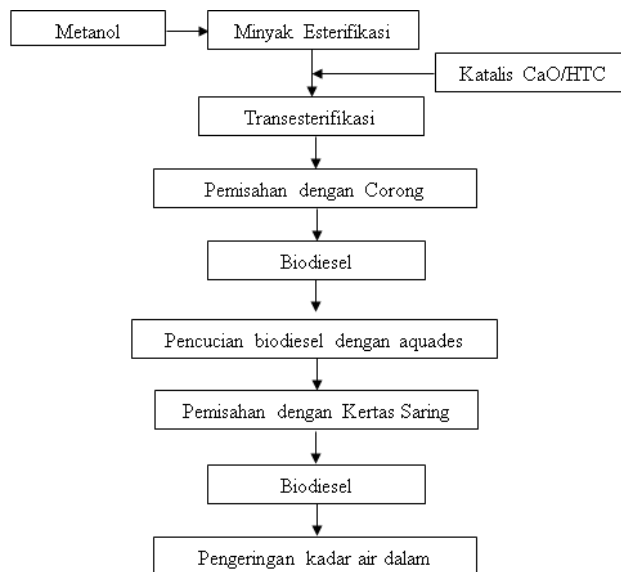 Metanol
Minyak Esterifikasi
Katalis CaO/HTC
Transesterifikasi
Pemisahan dengan Corong
Biodiesel
Pencucian biodiesel dengan aquades
Pemisahan dengan Kertas Saring
Biodiesel
Pengeringan kadar air dalam